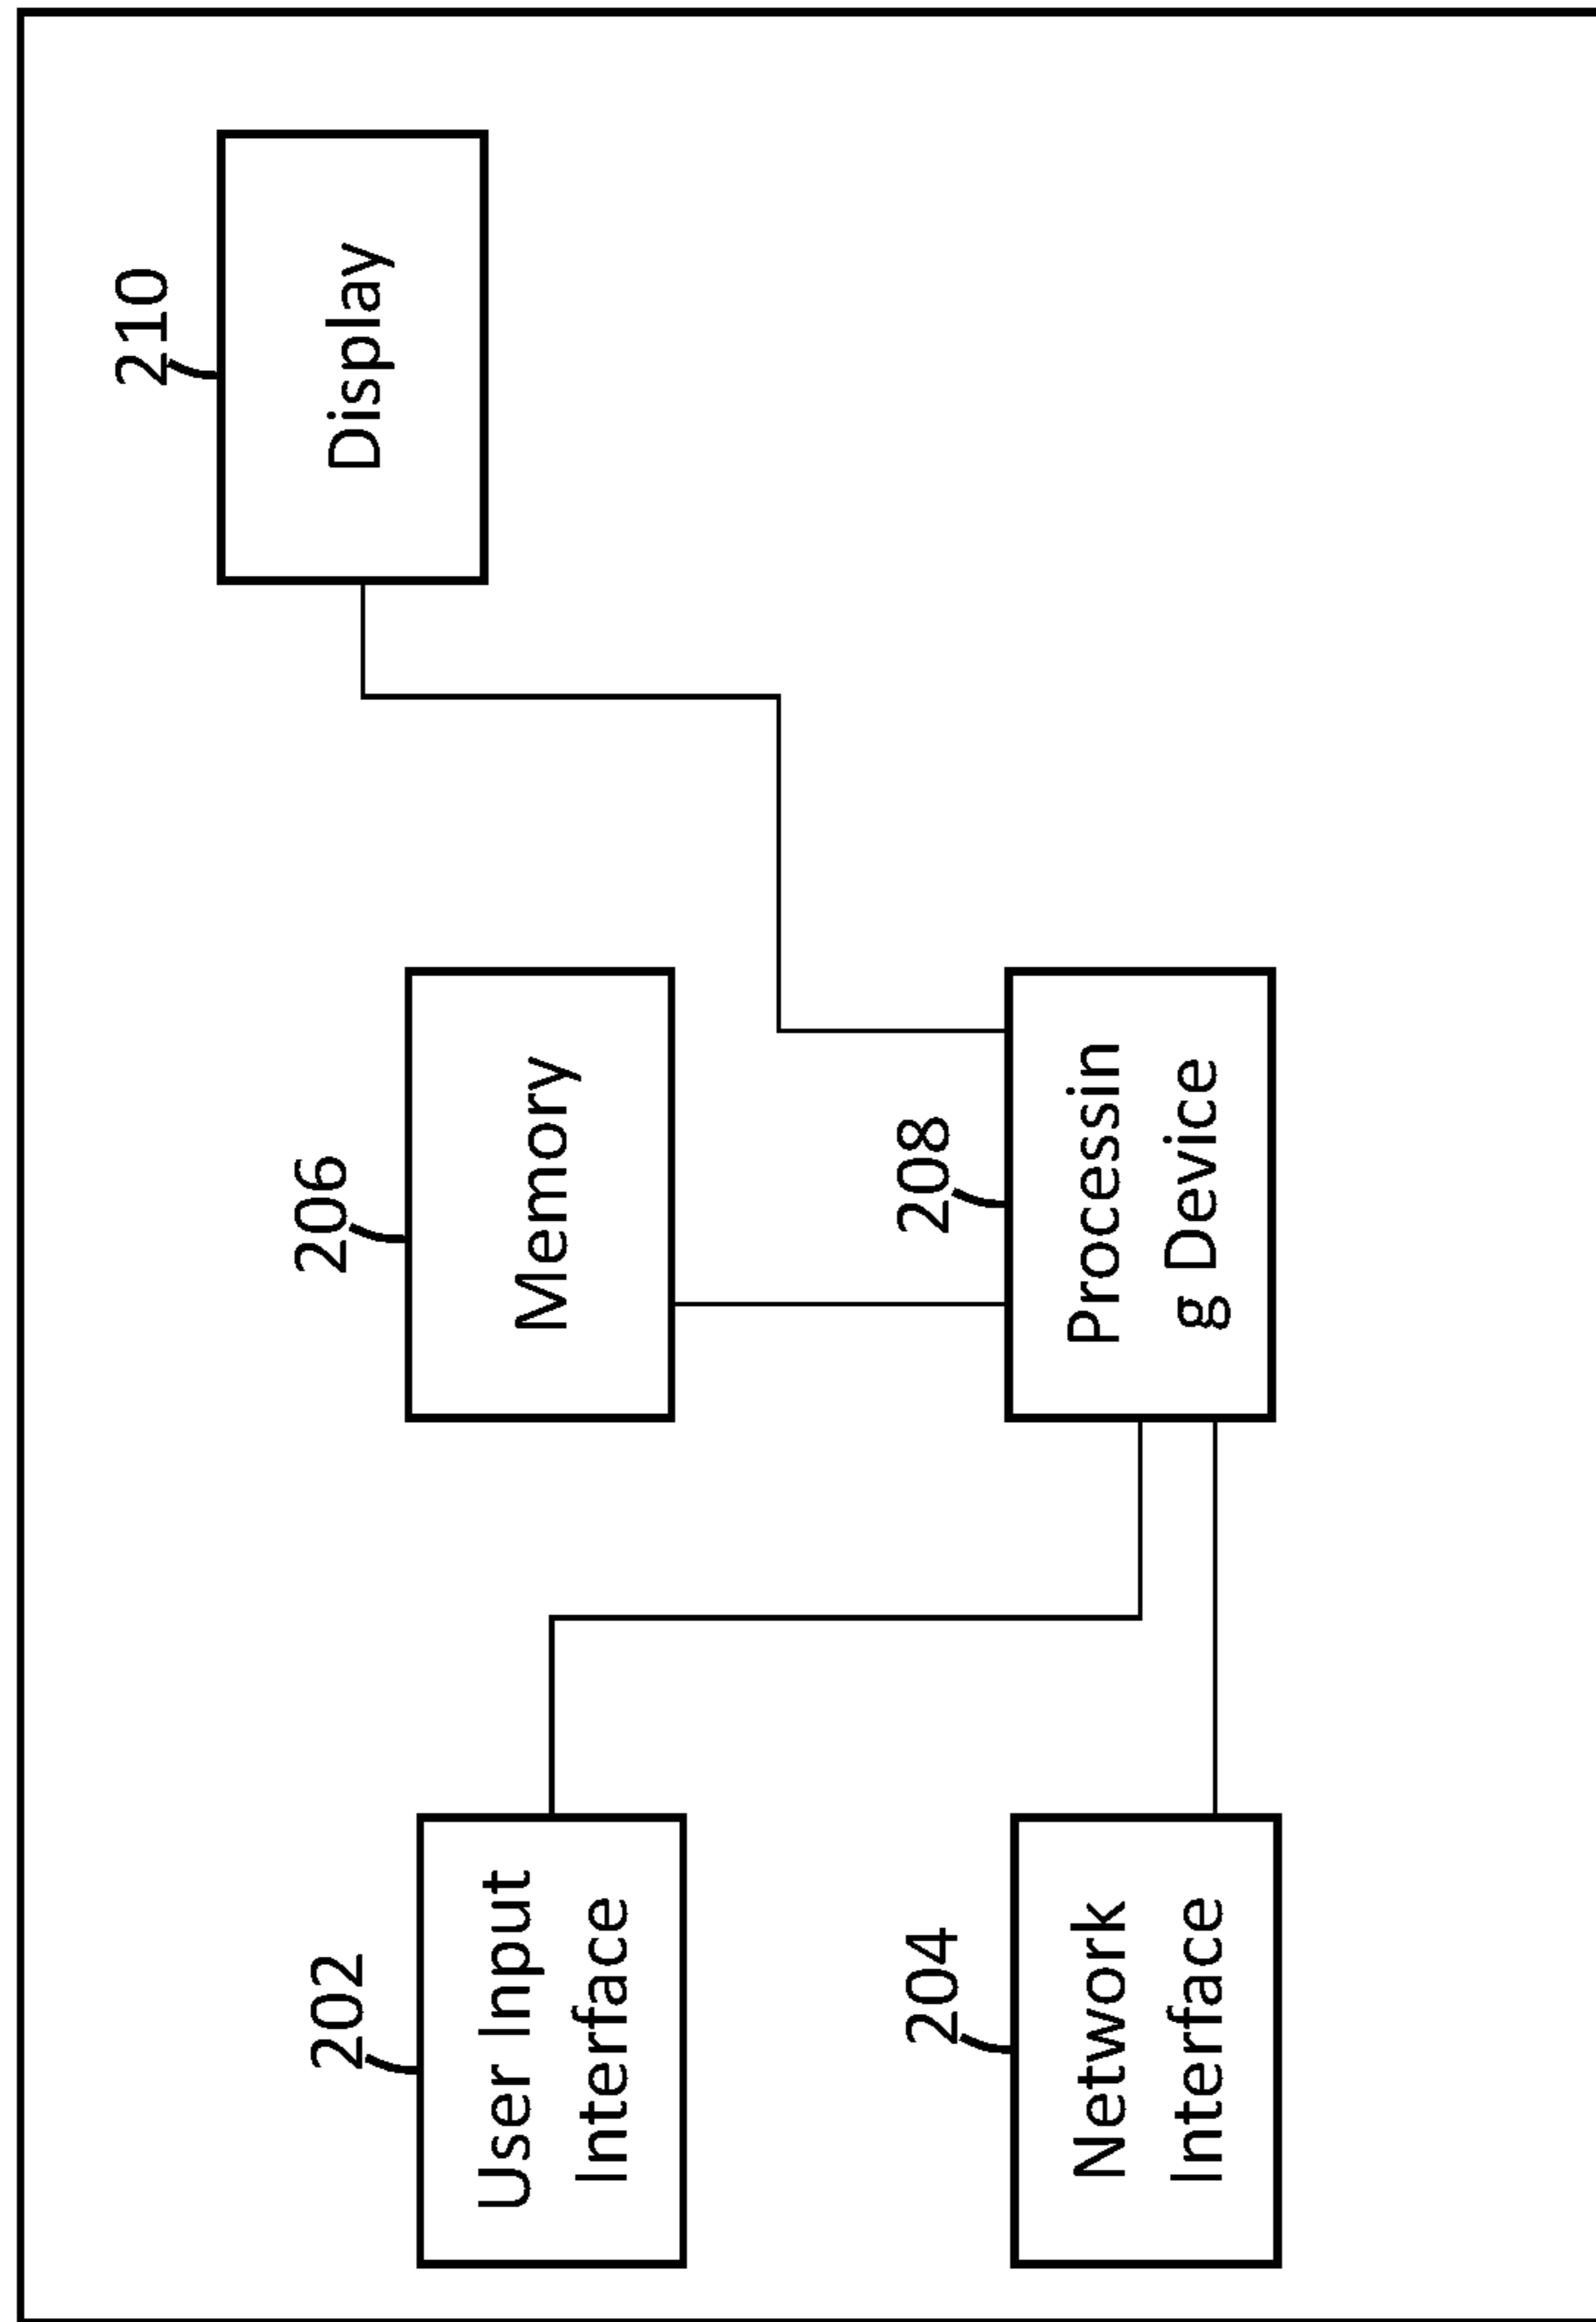 202
User Input
Interface
206
Memory
210
Display
204
Network
Interface
208
Processin
g Device